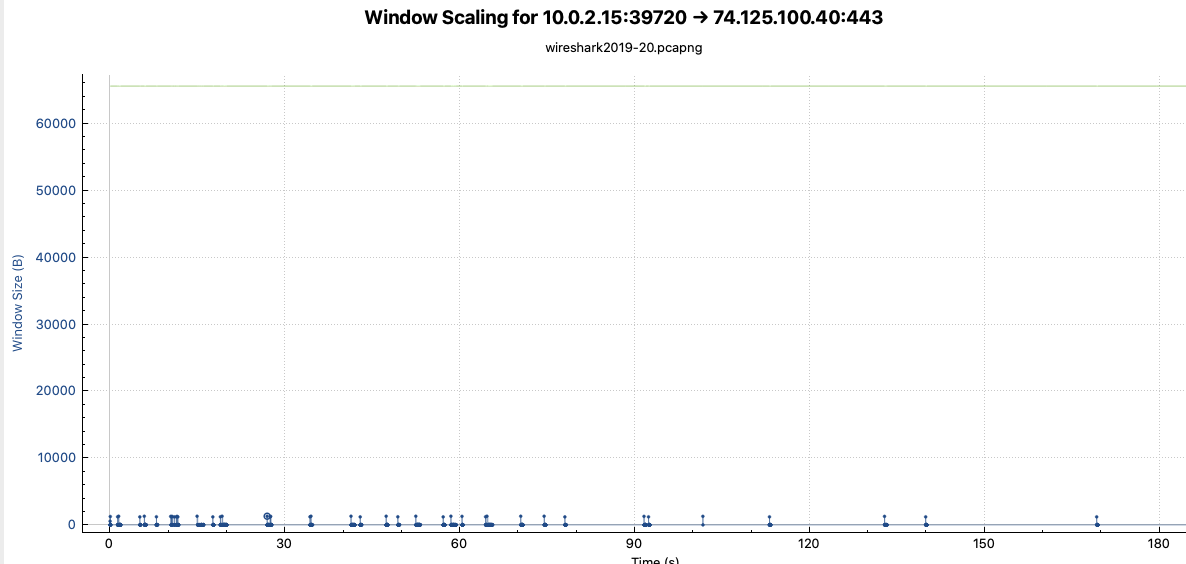 Window Scaling for 10.0.2.15:39720 → 74.125.100.40:443
wireshark2019-20.pcapng
Window Size (B)
60000
50000
40000
30000
20000
10000
0
0 30 60 90 120 150 180
Time (s)